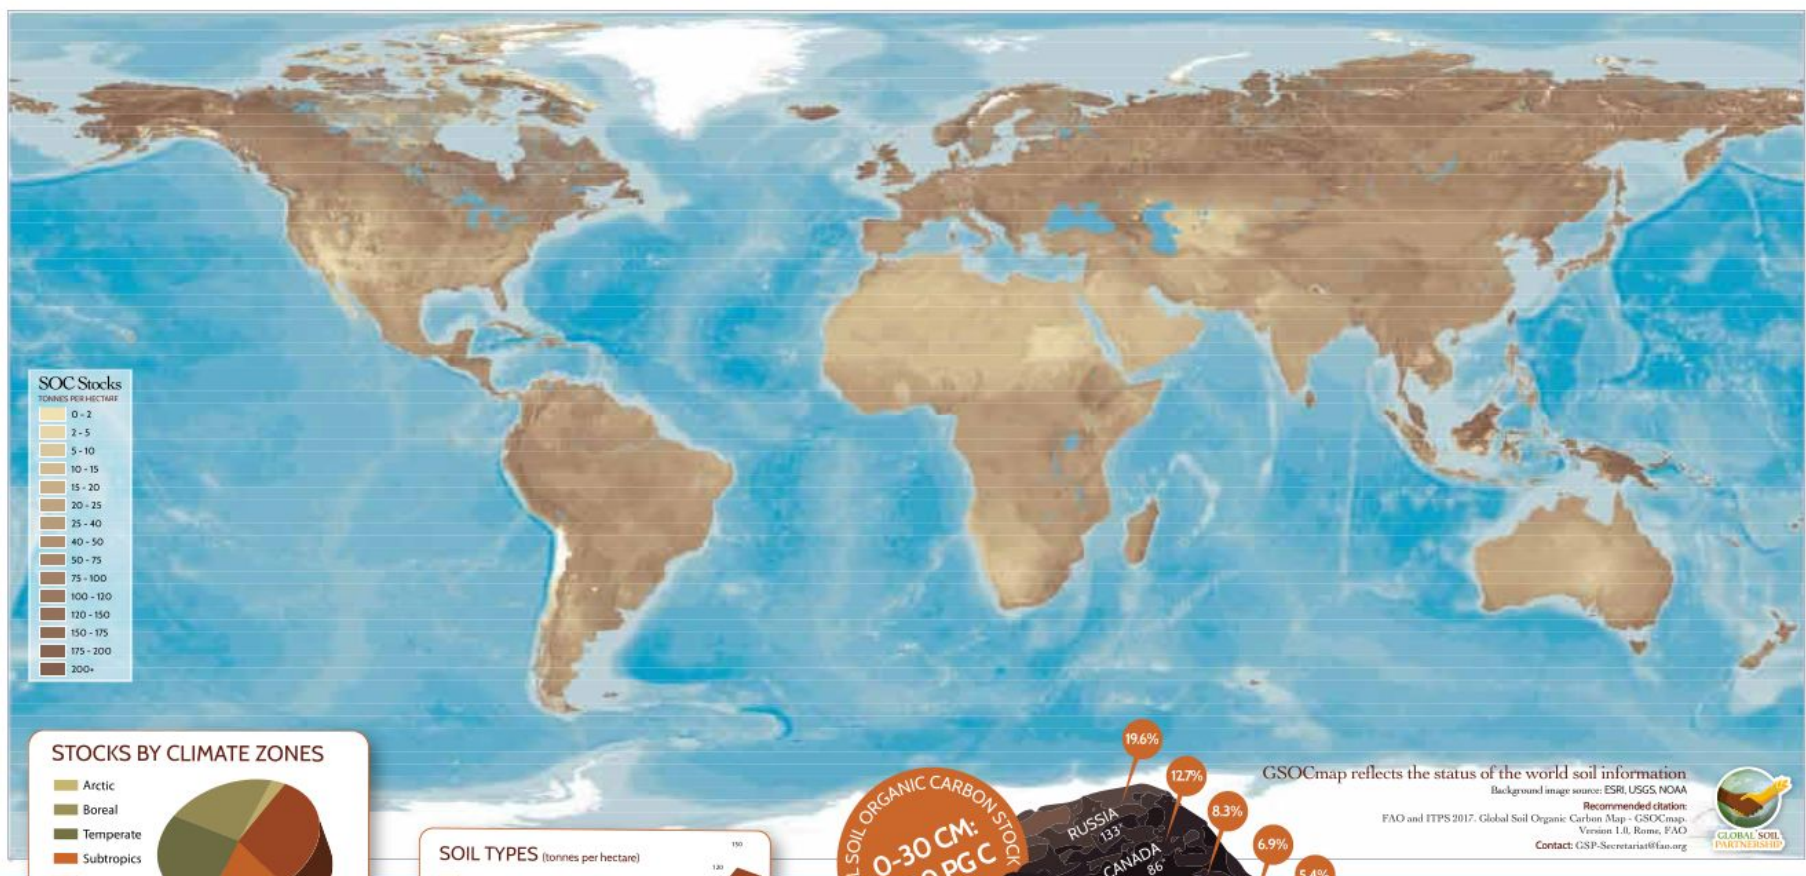 SOC Stocks
TONNES PER HECTARE
0 - 2
2 - 5
5 - 10
10 - 15
15 - 20
20 - 25
25 - 40
40 - 50
50 - 75
75 - 100
100 - 120
120 - 150
150 - 175
175 - 200
200+
STOCKS BY CLIMATE ZONES
Arctic
Boreal
Temperate
Subtropics
SOIL TYPES (tonnes per hectare)
150
120
SOIL ORGANIC CARBON STOCK
0-30 CM:
PG C
19.6%
12.7%
8.3%
6.9%
5.4%
RUSSIA
133*
CANADA
86*
GSOCmap reflects the status of the world soil information
Background image source: ESRI, USGS, NOAA
Recommended citation:
FAO and ITPS 2017. Global Soil Organic Carbon Map - GSOCmap.
Version 1.0, Rome, FAO
Contact: GSP-Secretariat@fao.org
GLOBAL SOIL
PARTNERSHIP